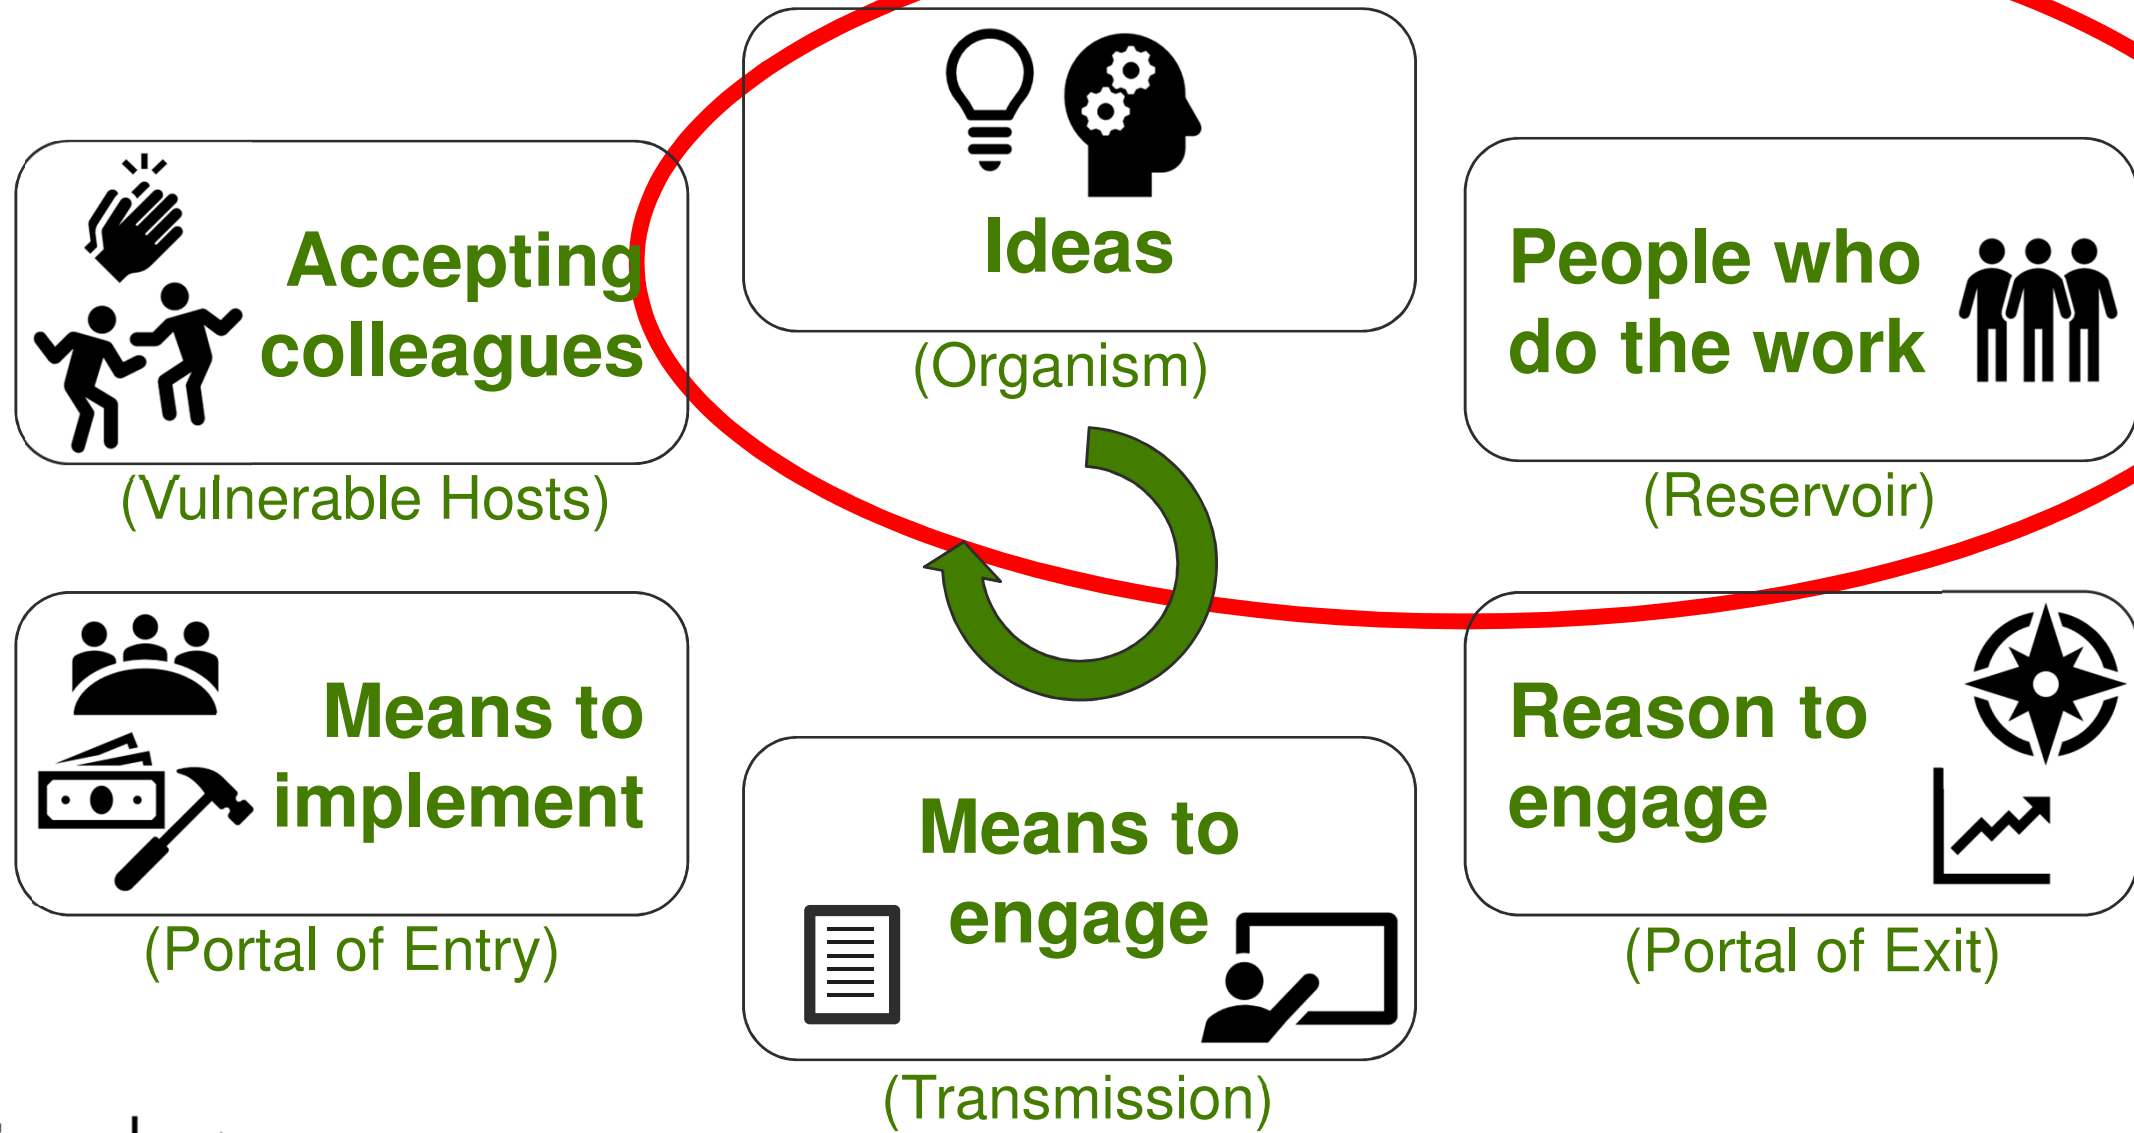 Ideas
(Organism)
People who
do the work
(Reservoir)
Reason to
engage
(Portal of Exit)
Means to
engage
(Transmission)
Means to
implement
(Portal of Entry)
Accepting
colleagues
(Vulnerable Hosts)